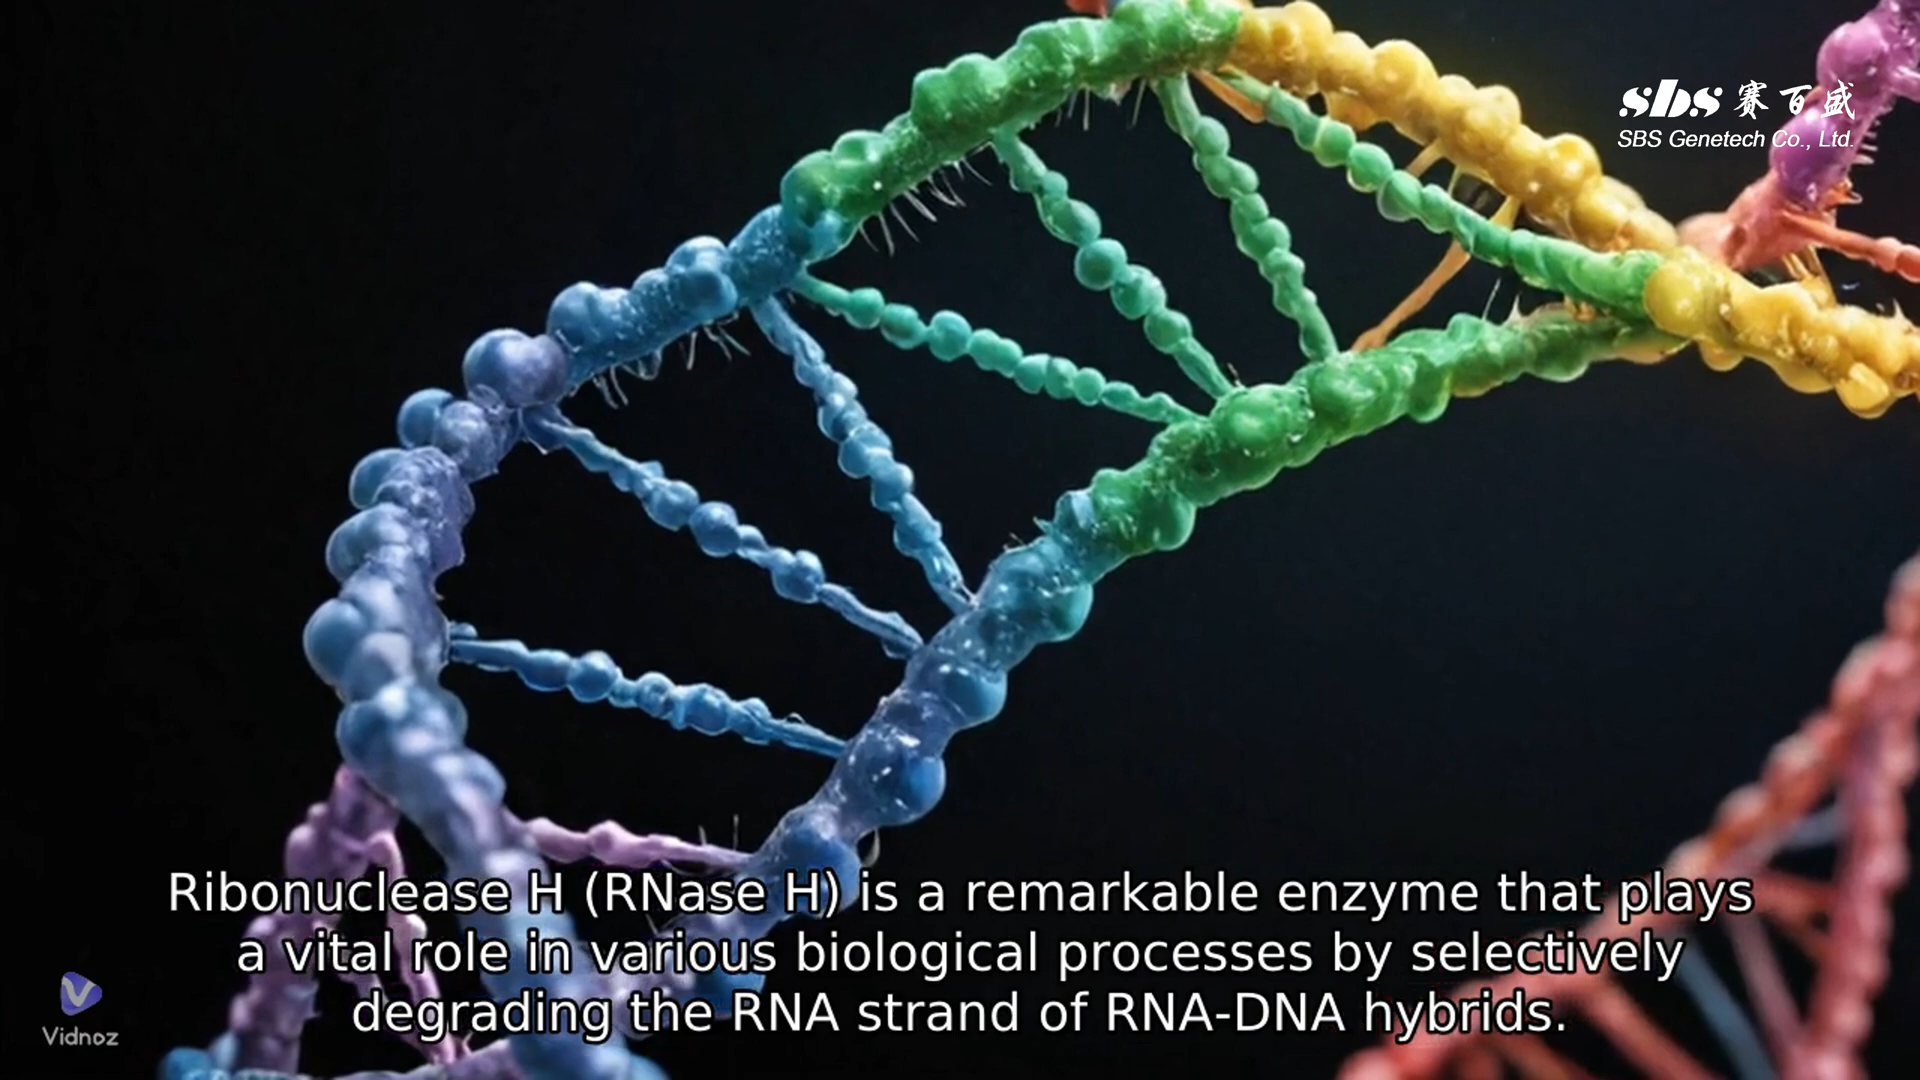 sbs 赛百盛
SBS Genetech Co., Ltd.
Ribonuclease H (RNase H) is a remarkable enzyme that plays
a vital role in various biological processes by selectively
degrading the RNA strand of RNA-DNA hybrids.
Vidnoz